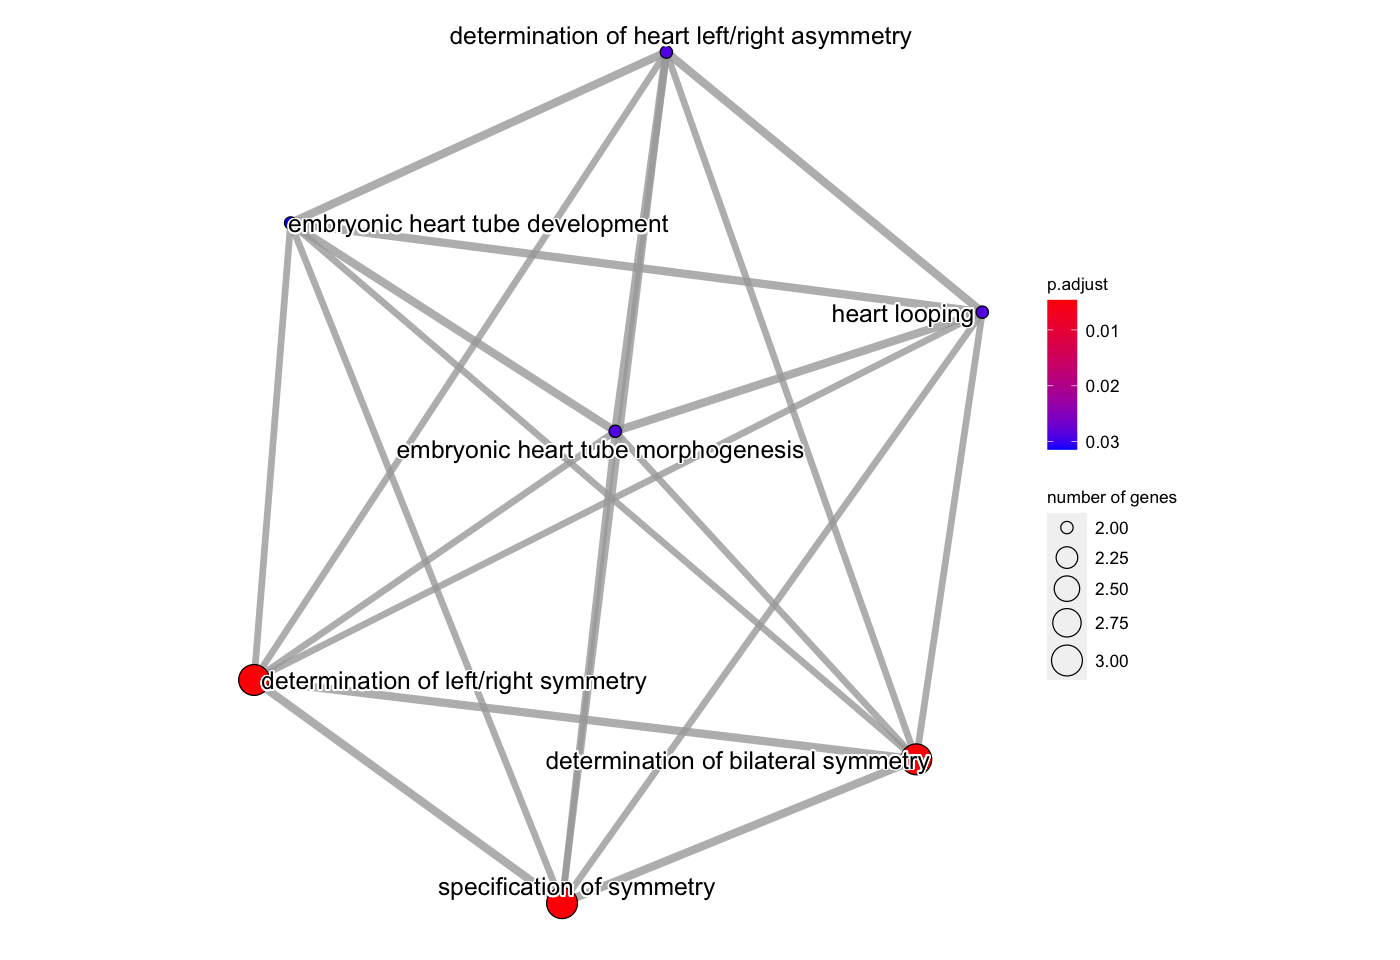 determination of heart left/right asymmetry
embryonic heart tube development
heart looping
embryonic heart tube morphogenesis
determination of left/right symmetry
determination of bilateral symmetry
specification of symmetry
p.adjust
0.01
0.02
0.03
number of genes
2.00
2.25
2.50
2.75
3.00